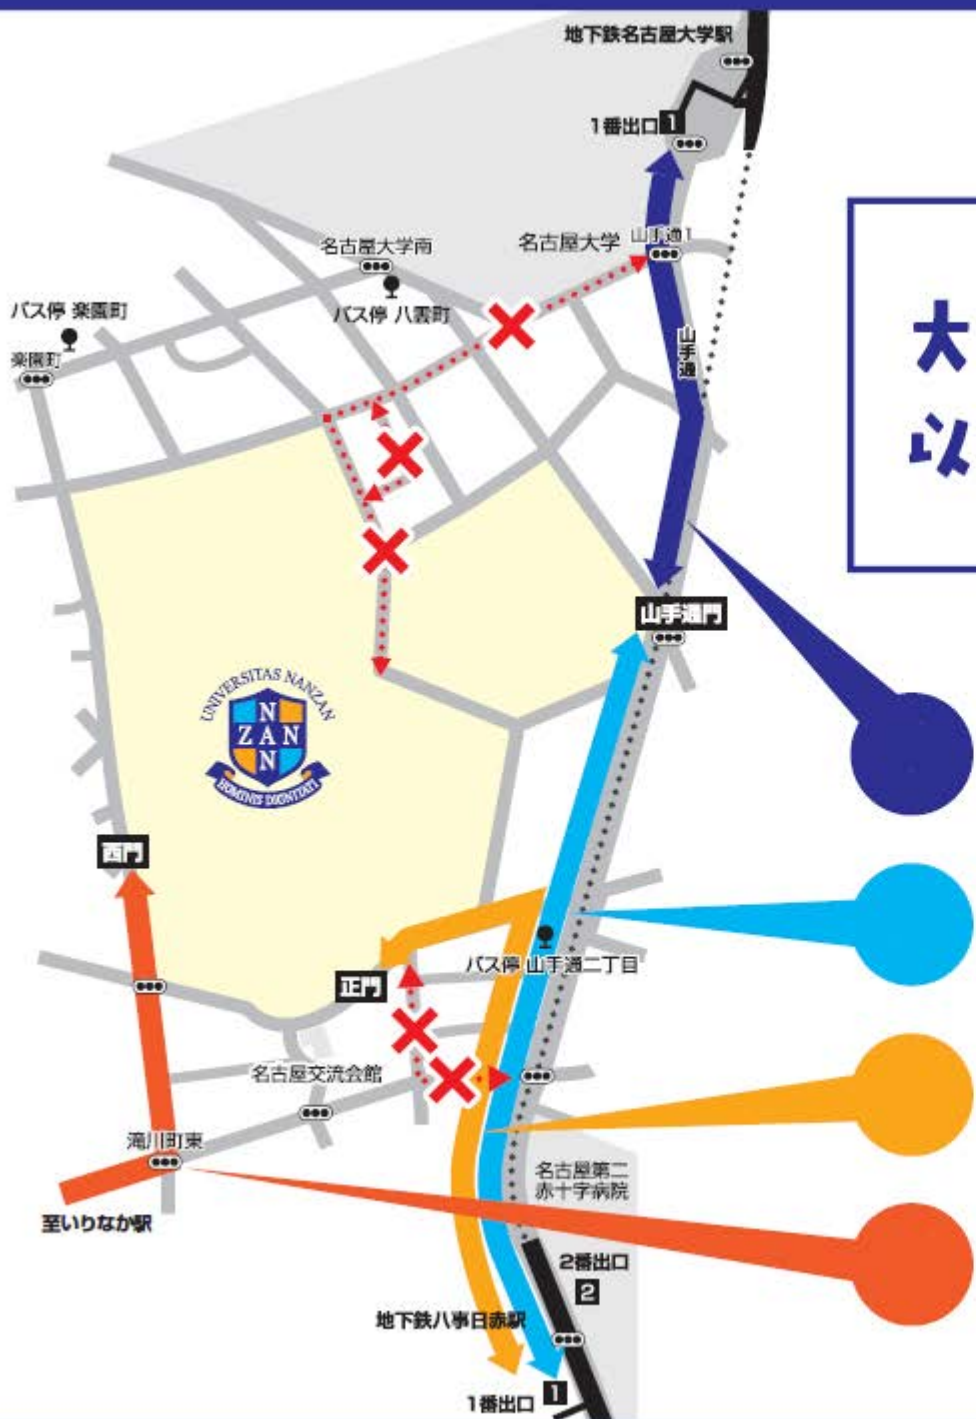 地下鉄名古屋大学駅
1番出口 1
名古屋大学南
名古屋大学
山手通1
バス停 楽園町
バス停 八雲町
楽園町
山手通
大
以
山手通門
UNIVERSITAS NANZAN
N
ZAN
AN
N
HOMINIS DIGNITATI
西門
バス停 山手通二丁目
正門
名古屋交流会館
滝川町東
名古屋第二
赤十字病院
至いりなか駅
2番出口
2
地下鉄八事日赤駅
1番出口 1